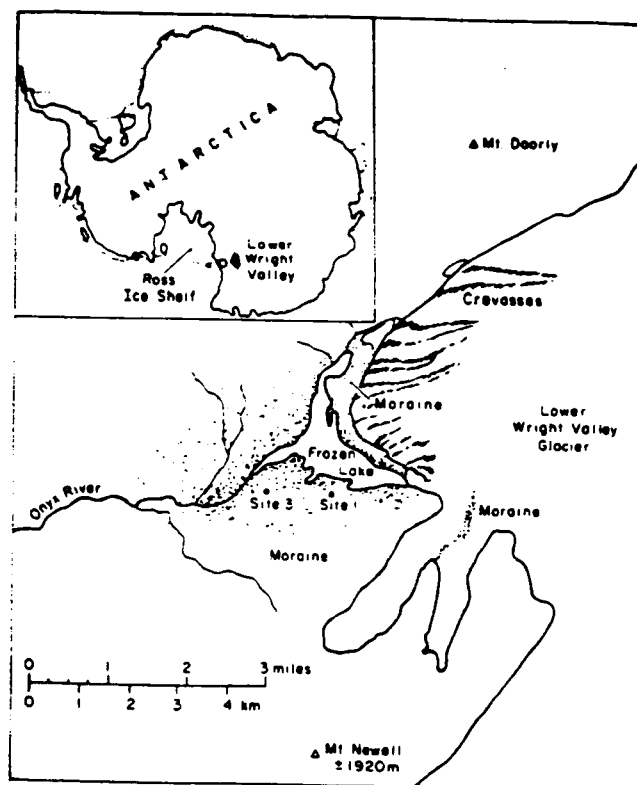 ANTARCTICA
Lower
Wright
Valley
Ross
Ice Shelf
Mt. Doorly
Crevasses
Moraine
Lower
Wright Valley
Glacier
Frozen
Lake
Onyx River
Site 3
Site 1
2
Moraine
Moraine
0 1 2 3 miles
0 1 2 3 4 km
Mt Newell
±1920m